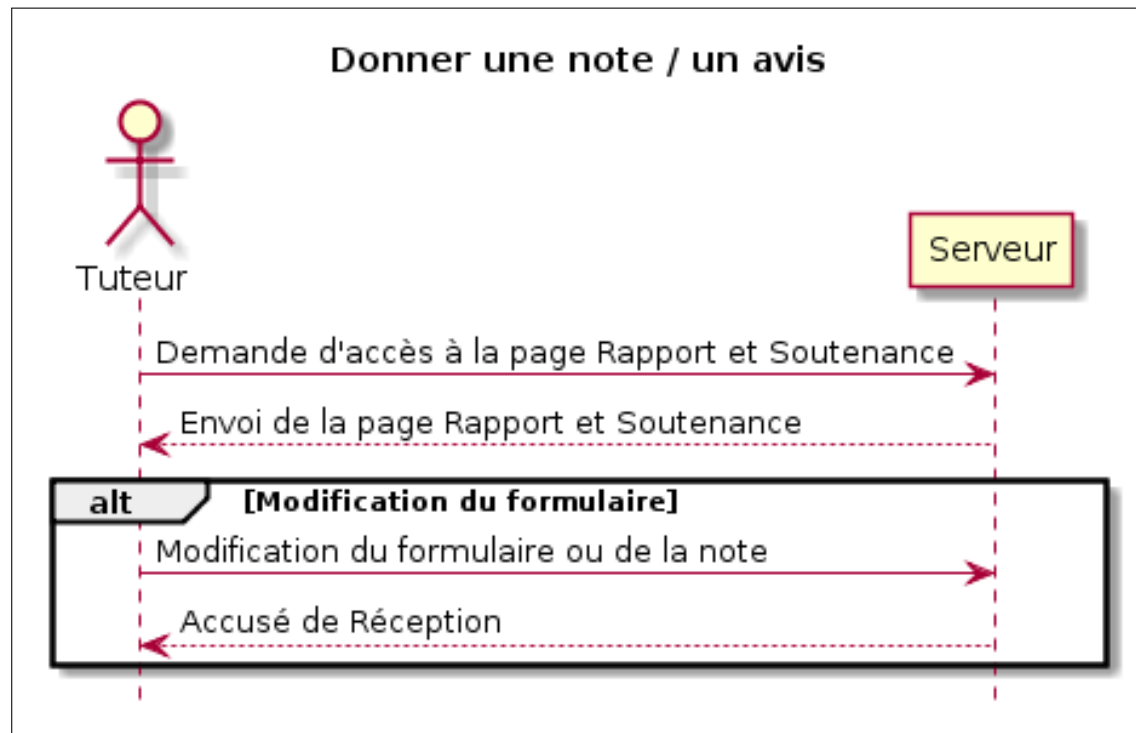 Donner une note / un avis
Tuteur
Serveur
Demande d'accès à la page Rapport et Soutenance
Envoi de la page Rapport et Soutenance
alt [Modification du formulaire]
Modification du formulaire ou de la note
Accusé de Réception